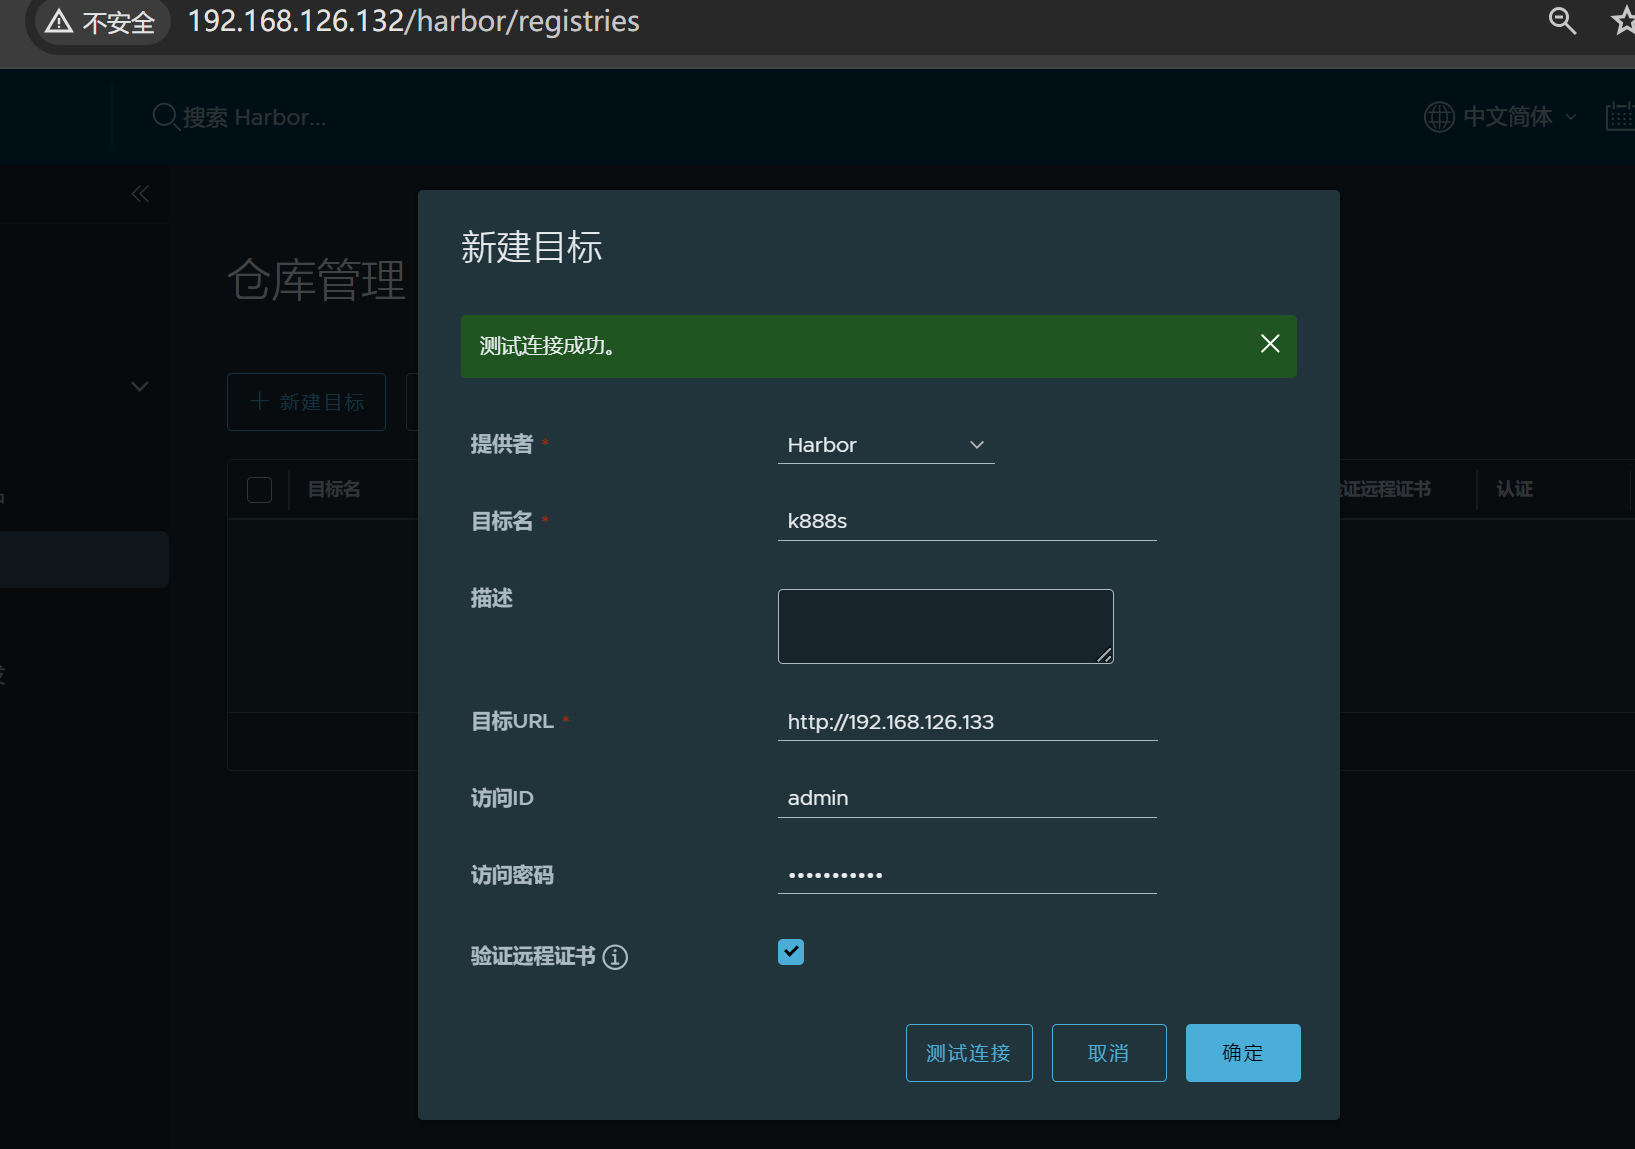 不安全 192.168.126.132/harbor/registries
搜索 Harbor...
中文简体
仓库管理
新建目标
目标名
验证远程证书
认证
新建目标
测试连接成功。
提供者 *
Harbor
目标名 *
k888s
描述
目标URL *
http://192.168.126.133
访问ID
admin
访问密码
•••••••••••
验证远程证书
测试连接
取消
确定